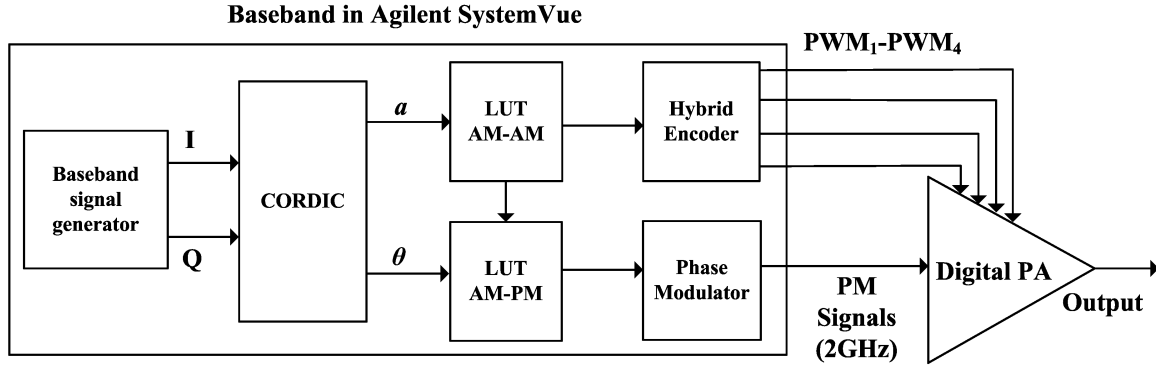 Baseband in Agilent SystemVue
PWM₁-PWM₄
Baseband
signal
generator
I
Q
CORDIC
a
θ
LUT
AM-AM
LUT
AM-PM
Hybrid
Encoder
Phase
Modulator
PM
Signals
(2GHz)
Digital PA
Output